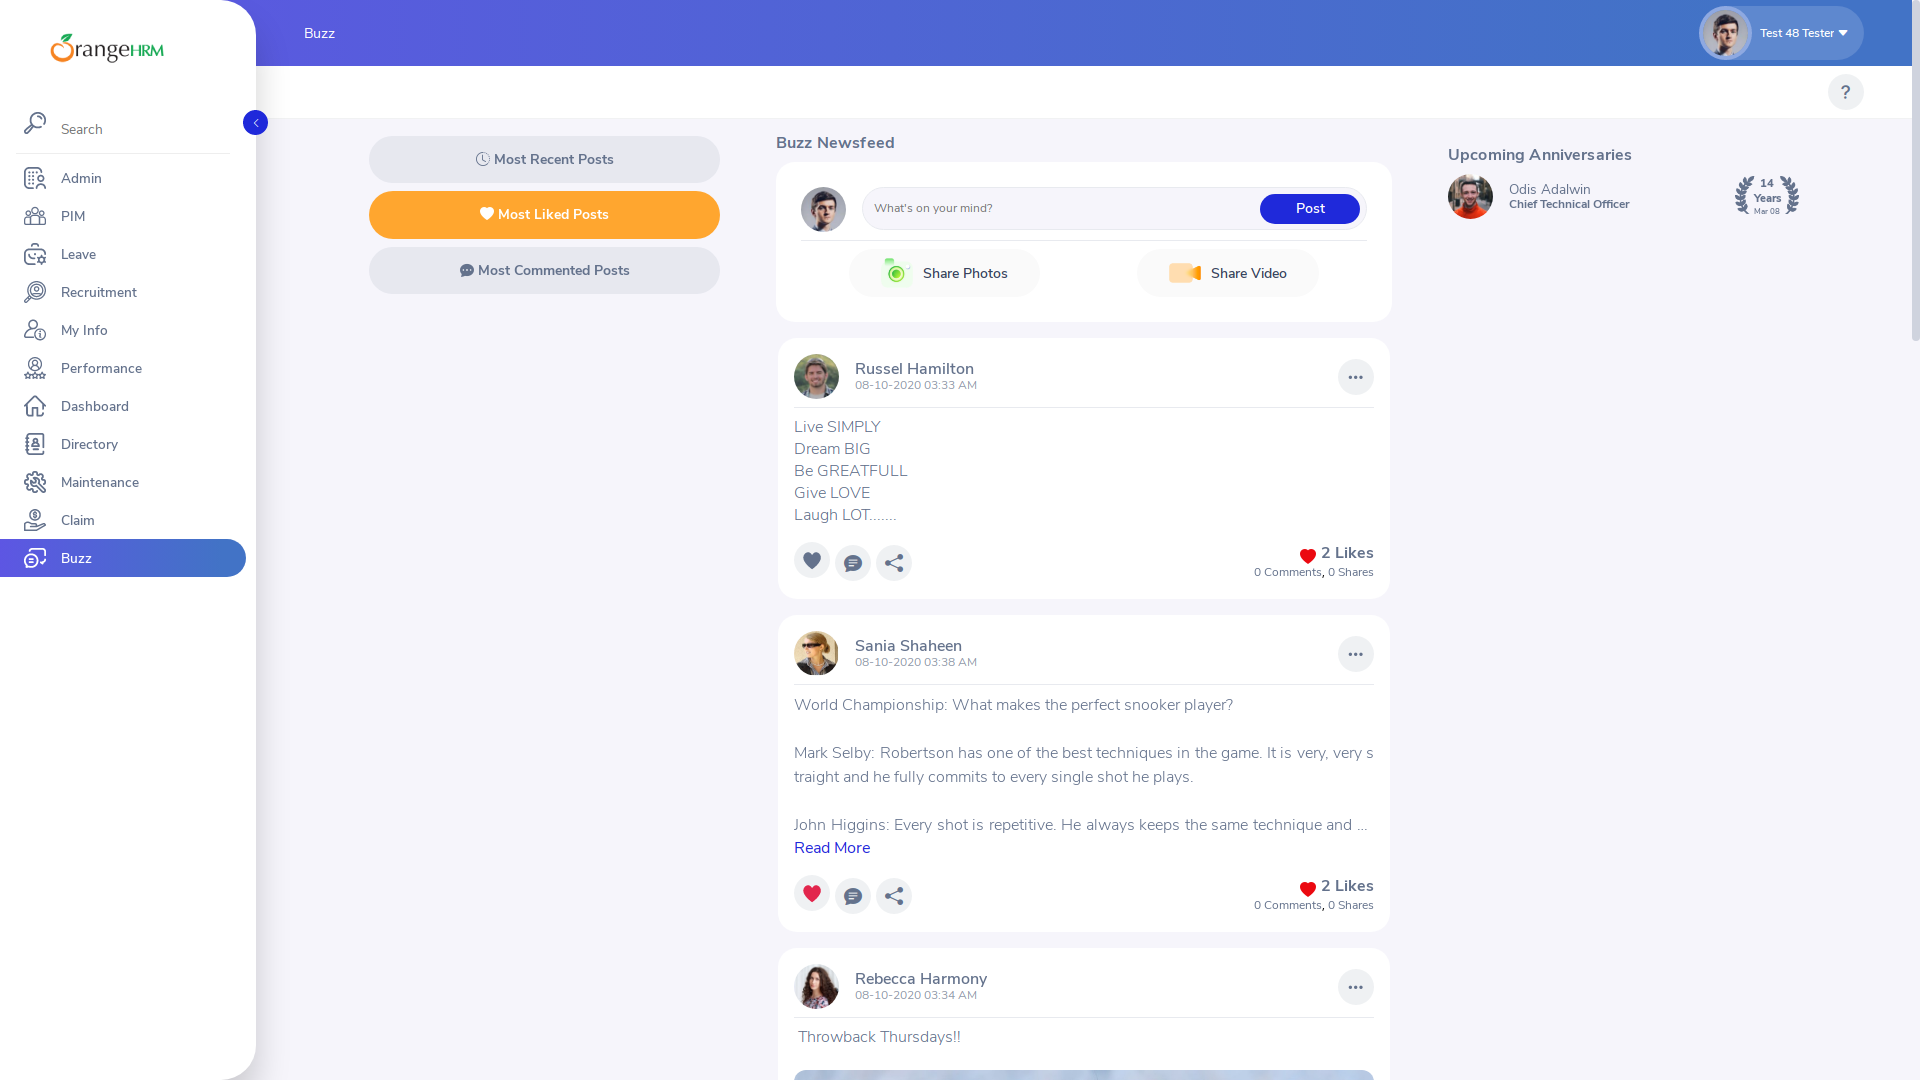 OrangeHRM
Search
Admin
PIM
Leave
Recruitment
My Info
Performance
Dashboard
Directory
Maintenance
Claim
Buzz
Buzz
Test 48 Tester
?
Most Recent Posts
Most Liked Posts
Most Commented Posts
Buzz Newsfeed
What's on your mind?
Post
Share Photos
Share Video
Russel Hamilton
08-10-2020 03:33 AM
Live SIMPLY
Dream BIG
Be GREATFULL
Give LOVE
Laugh LOT.......
2 Likes
0 Comments, 0 Shares
Sania Shaheen
08-10-2020 03:38 AM
World Championship: What makes the perfect snooker player?
Mark Selby: Robertson has one of the best techniques in the game. It is very, very s
traight and he fully commits to every single shot he plays.
John Higgins: Every shot is repetitive. He always keeps the same technique and ...
Read More
2 Likes
0 Comments, 0 Shares
Rebecca Harmony
08-10-2020 03:34 AM
Throwback Thursdays!!
Upcoming Anniversaries
Odis Adalwin
Chief Technical Officer
14
Years
Mar 08